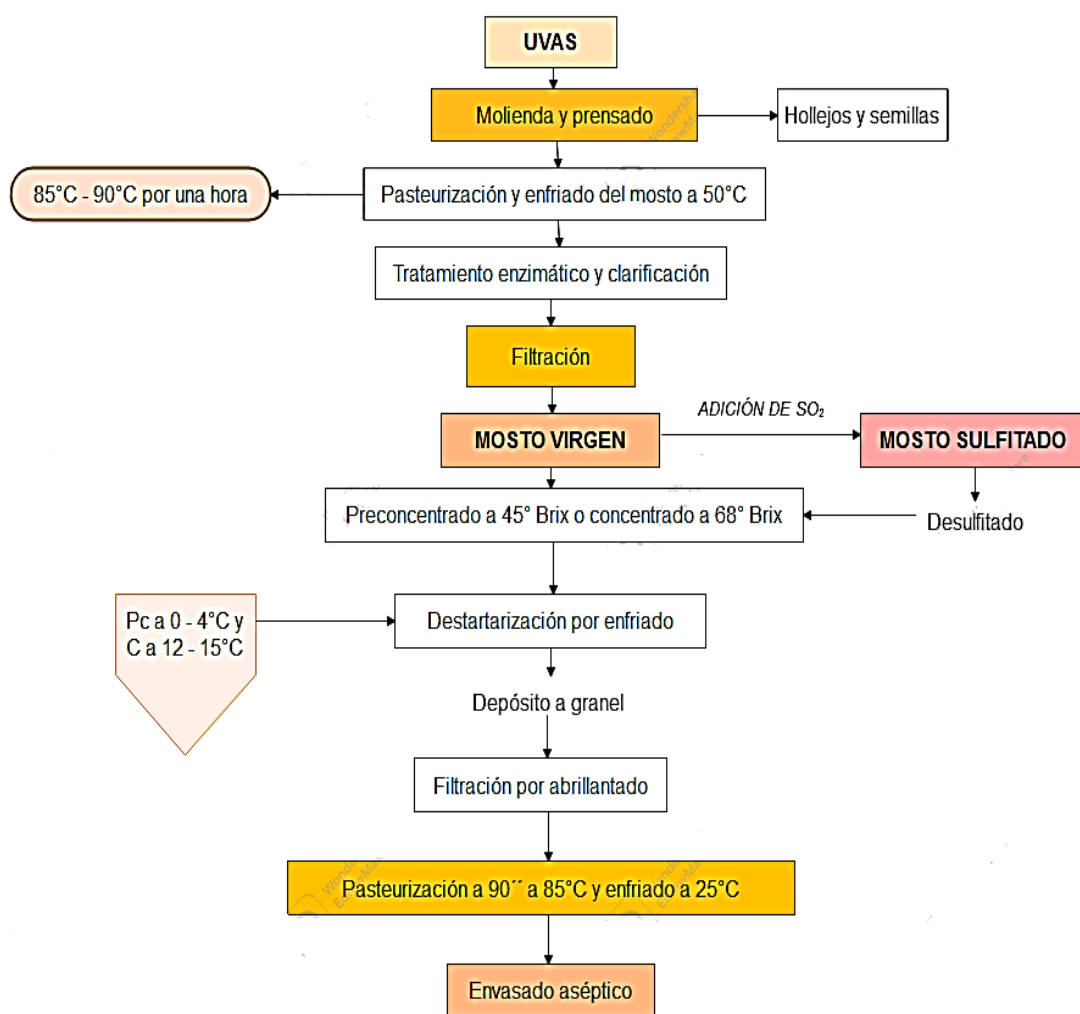 UVAS
Molienda y prensado
Hollejos y semillas
85°C - 90°C por una hora
Pasteurización y enfriado del mosto a 50°C
Tratamiento enzimático y clarificación
Filtración
MOSTO VIRGEN
ADICIÓN DE SO₂
MOSTO SULFITADO
Preconcentrado a 45° Brix o concentrado a 68° Brix
Desulfitado
Pc a 0 - 4°C y
C a 12 - 15°C
Destartarización por enfriado
Depósito a granel
Filtración por abrillantado
Pasteurización a 90´´ a 85°C y enfriado a 25°C
Envasado aséptico